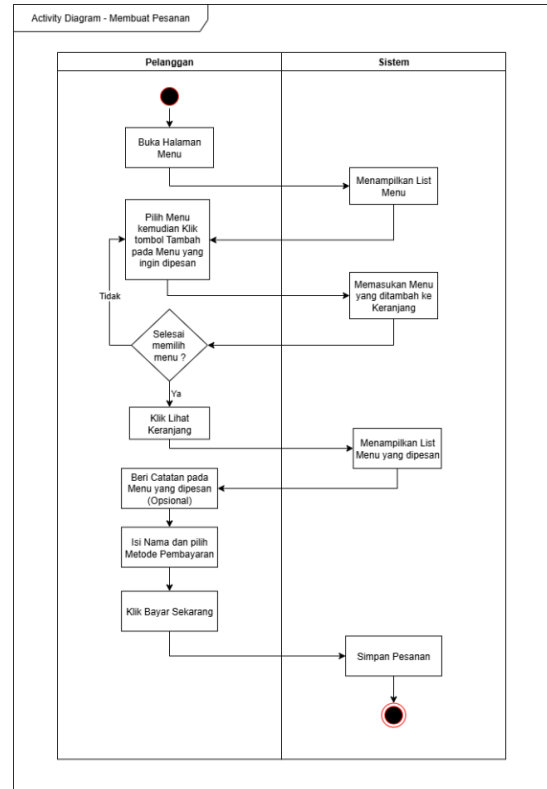 Activity Diagram - Membuat Pesanan
Pelanggan
Sistem
Buka Halaman
Menu
Menampilkan List
Menu
Pilih Menu
kemudian Klik
tombol Tambah
pada Menu yang
ingin dipesan
Memasukan Menu
yang ditambah ke
Keranjang
Tidak
Selesai
memilih
menu ?
Ya
Klik Lihat
Keranjang
Menampilkan List
Menu yang dipesan
Beri Catatan pada
Menu yang dipesan
(Opsional)
Isi Nama dan pilih
Metode Pembayaran
Klik Bayar Sekarang
Simpan Pesanan